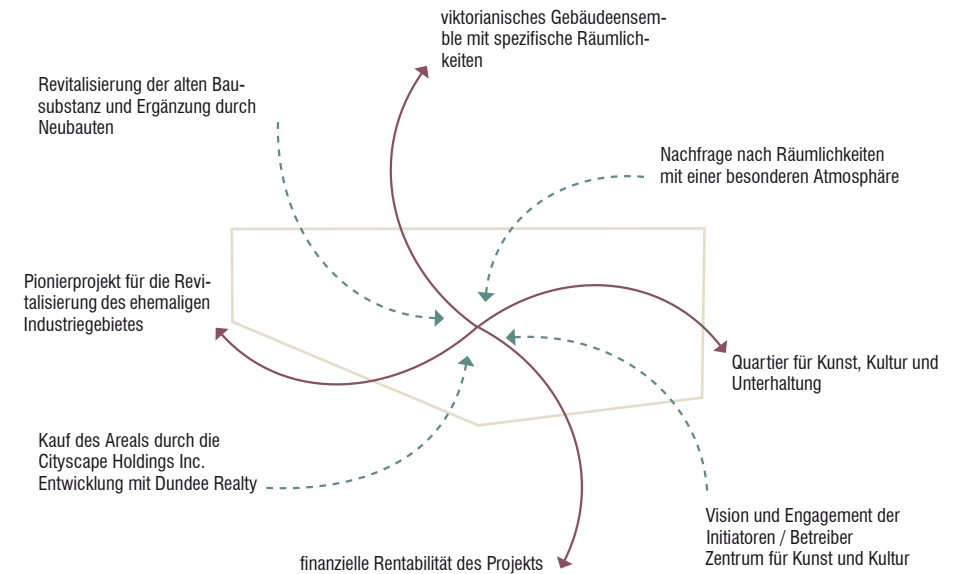 viktorianisches Gebäudeensem-
ble mit spezifische Räumlich-
keiten
Revitalisierung der alten Bau-
substanz und Ergänzung durch
Neubauten
Nachfrage nach Räumlichkeiten
mit einer besonderen Atmosphäre
Pionierprojekt für die Revi-
talisierung des ehemaligen
Industriegebietes
Quartier für Kunst, Kultur und
Unterhaltung
Kauf des Areals durch die
Cityscape Holdings Inc.
Entwicklung mit Dundee Realty
Vision und Engagement der
Initiatoren / Betreiber
Zentrum für Kunst und Kultur
finanzielle Rentabilität des Projekts